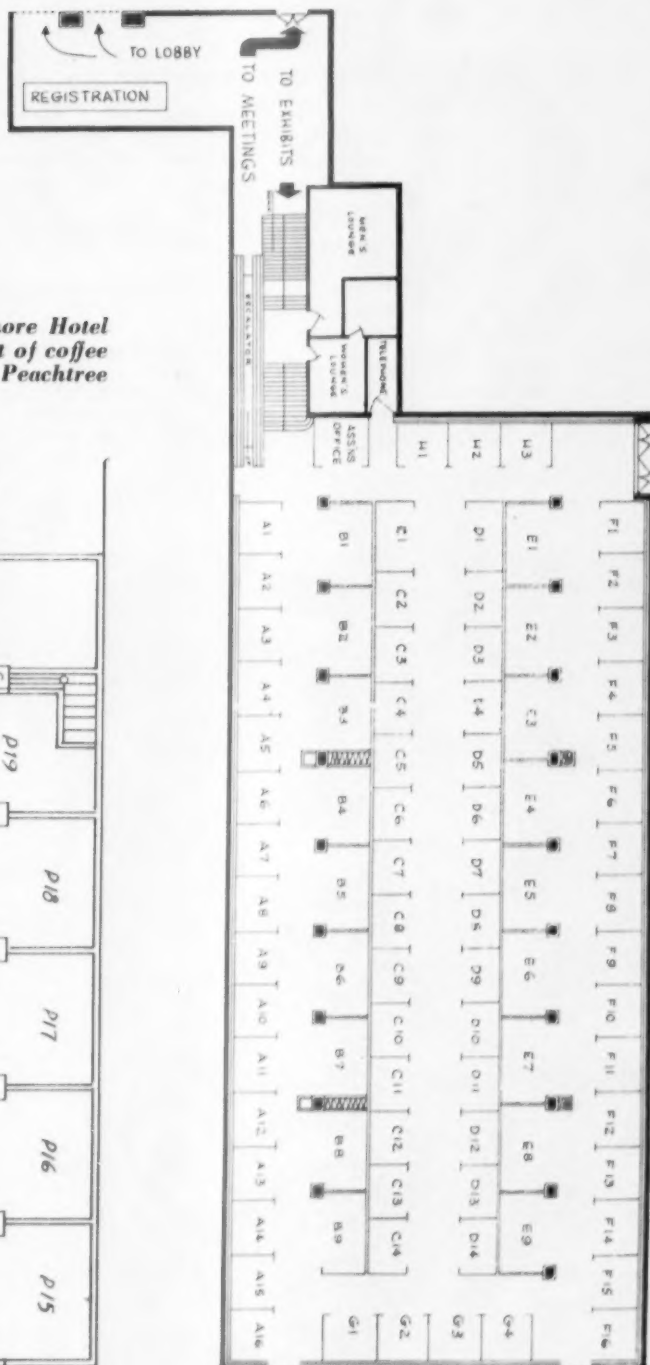 TO LOBBY
REGISTRATION
TO MEETINGS
TO EXHIBITS
MEN'S
LOUNGE
ESCALATOR
WOMEN'S
LOUNGE
TELEPHONE
ore Hotel
t of coffee
Peachtree
ASS'NS
OFFICE
H1
H2
H3
A1
A2
A3
A4
A5
A6
A7
A8
A9
A10
A11
A12
A13
A14
A15
A16
B1
B2
B3
B4
B5
B6
B7
B8
B9
C1
C2
C3
C4
C5
C6
C7
C8
C9
C10
C11
C12
C13
C14
D1
D2
D3
D4
D5
D6
D7
D8
D9
D10
D11
D12
D13
D14
E1
E2
E3
E4
E5
E6
E7
E8
E9
F1
F2
F3
F4
F5
F6
F7
F8
F9
F10
F11
F12
F13
F14
F15
F16
G1
G2
G3
G4
P19
P18
P17
P16
P15